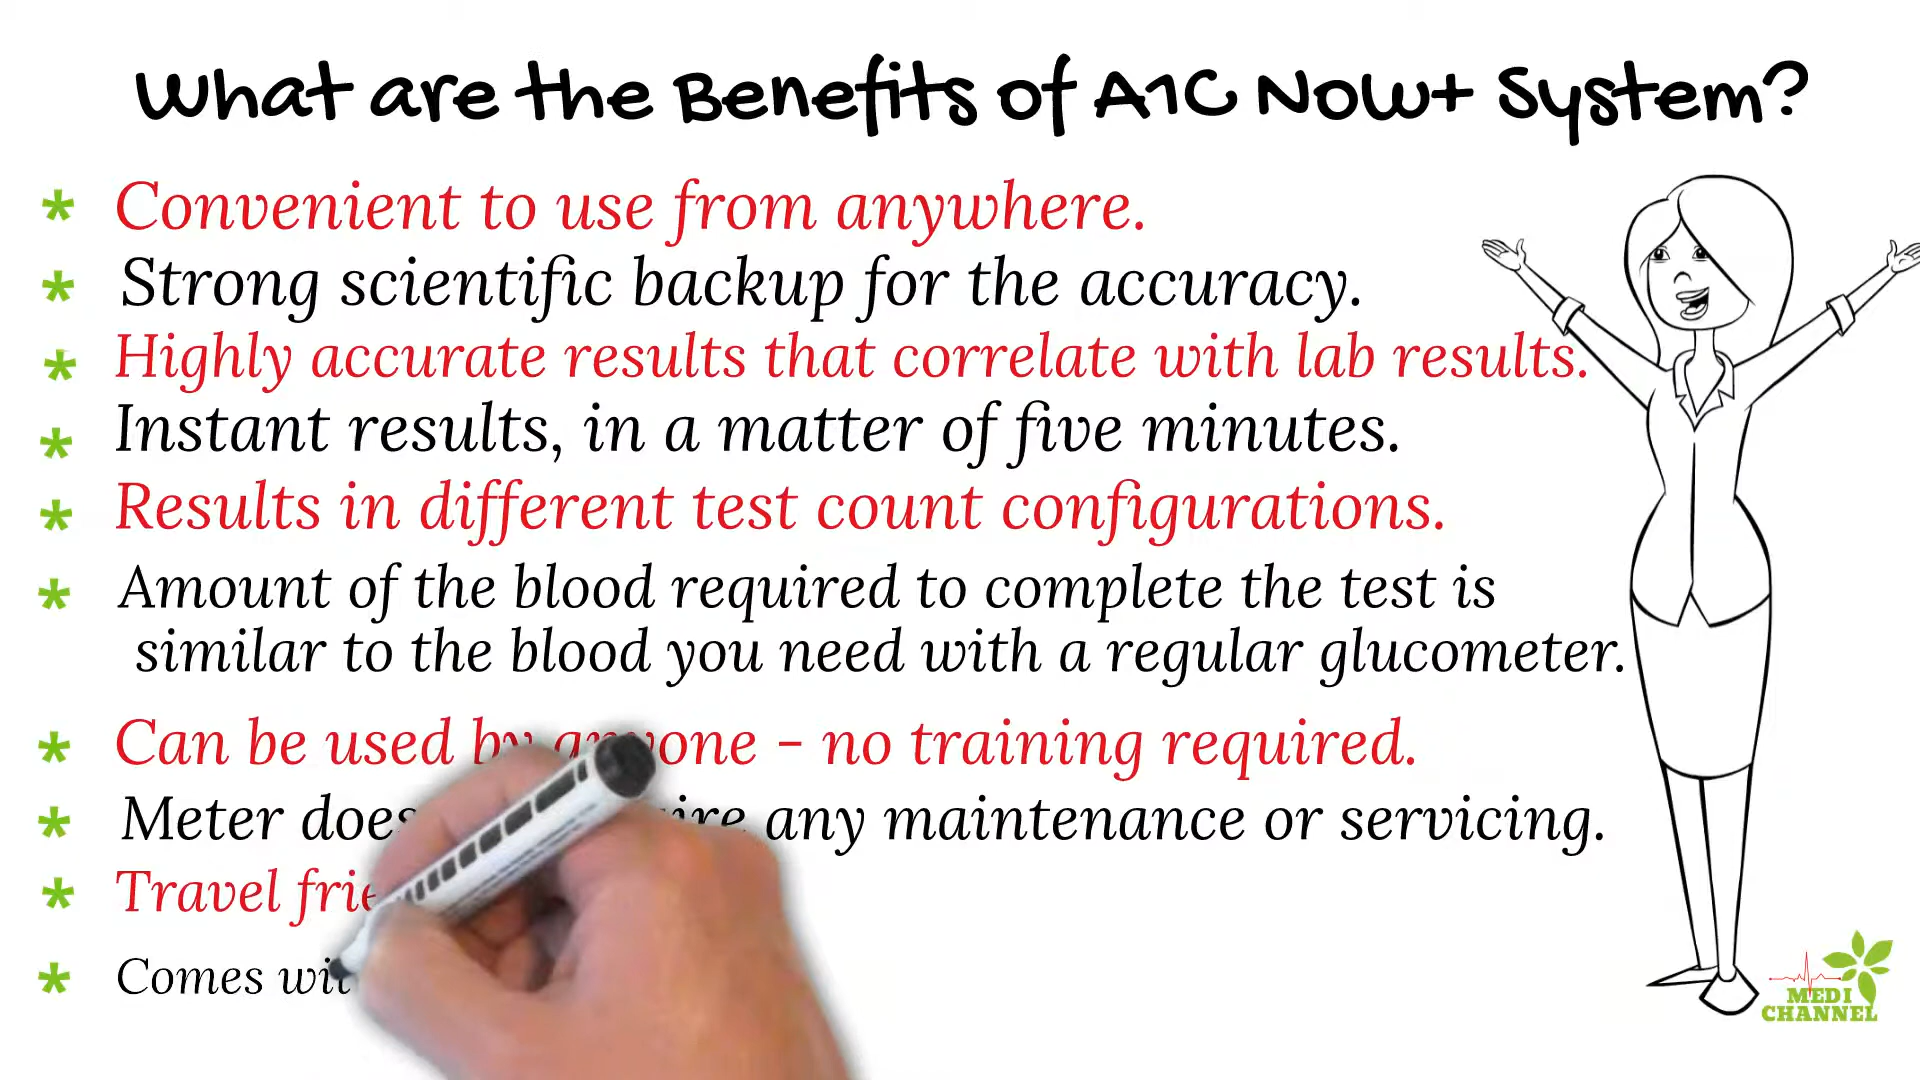 What are the Benefits of A1C Now+ System?
* Convenient to use from anywhere.
* Strong scientific backup for the accuracy.
* Highly accurate results that correlate with lab results.
* Instant results, in a matter of five minutes.
* Results in different test count configurations.
* Amount of the blood required to complete the test is
similar to the blood you need with a regular glucometer.
* Can be used by anyone - no training required.
* Meter does any maintenance or servicing.
* Travel
* Comes
MEDI
CHANNEL